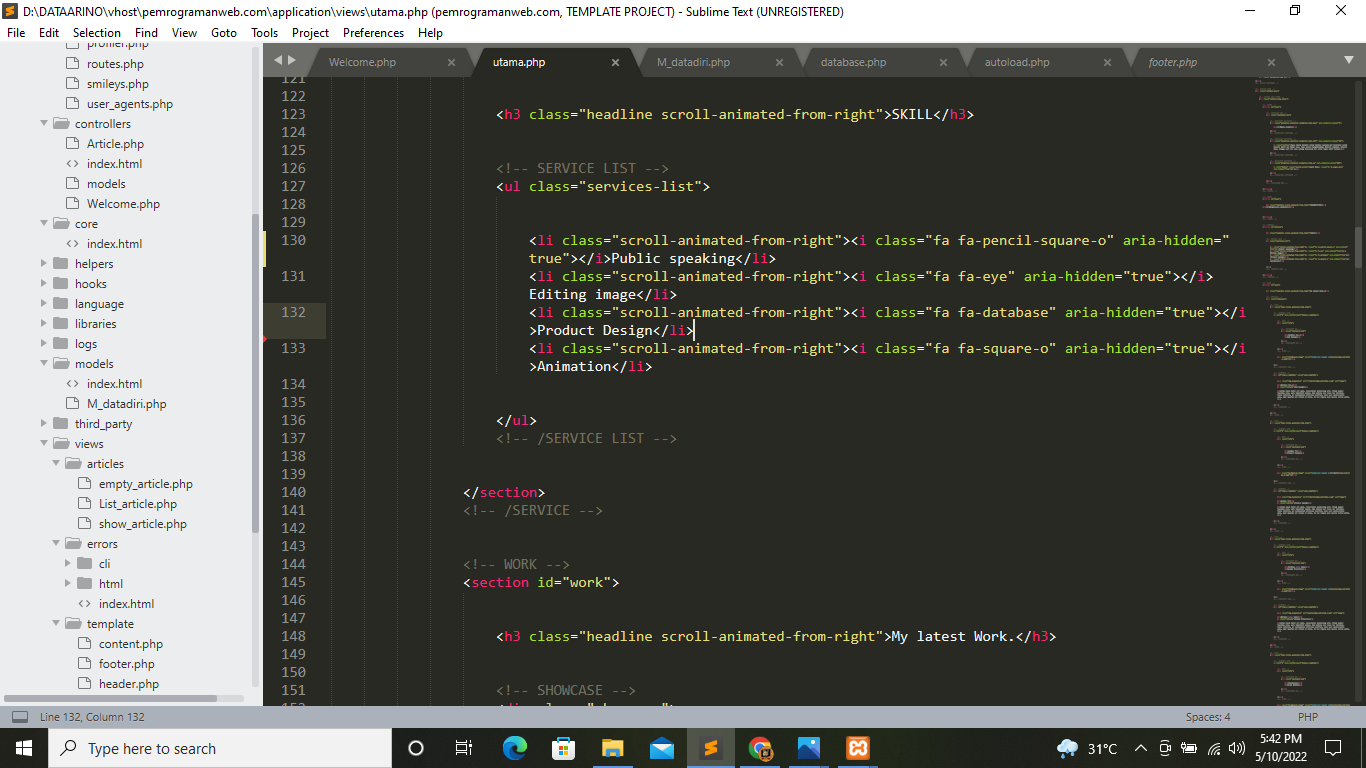 D:\DATAARINO\vhost\pemrogramanweb.com\application\views\utama.php (pemrogramanweb.com, TEMPLATE PROJECT) - Sublime Text (UNREGISTERED)
File Edit Selection Find View Goto Tools Project Preferences Help
profiler.php
routes.php
smileys.php
user_agents.php
controllers
Article.php
<> index.html
models
Welcome.php
core
<> index.html
helpers
hooks
language
libraries
logs
models
<> index.html
M_datadiri.php
third_party
views
articles
empty_article.php
List_article.php
show_article.php
errors
cli
html
<> index.html
template
content.php
footer.php
header.php
Welcome.php × utama.php × M_datadiri.php × database.php × autoload.php × footer.php ×
121
122
123 <h3 class="headline scroll-animated-from-right">SKILL</h3>
124
125
126 <!-- SERVICE LIST -->
127 <ul class="services-list">
128
129
130 <li class="scroll-animated-from-right"><i class="fa fa-pencil-square-o" aria-hidden="
true"></i>Public speaking</li>
131 <li class="scroll-animated-from-right"><i class="fa fa-eye" aria-hidden="true"></i>
Editing image</li>
132 <li class="scroll-animated-from-right"><i class="fa fa-database" aria-hidden="true"></i
>Product Design</li>
133 <li class="scroll-animated-from-right"><i class="fa fa-square-o" aria-hidden="true"></i
>Animation</li>
134
135
136 </ul>
137 <!-- /SERVICE LIST -->
138
139
140 </section>
141 <!-- /SERVICE -->
142
143
144 <!-- WORK -->
145 <section id="work">
146
147
148 <h3 class="headline scroll-animated-from-right">My latest Work.</h3>
149
150
151 <!-- SHOWCASE -->
Line 132, Column 132
Spaces: 4 PHP
Type here to search
31°C
5:42 PM
5/10/2022